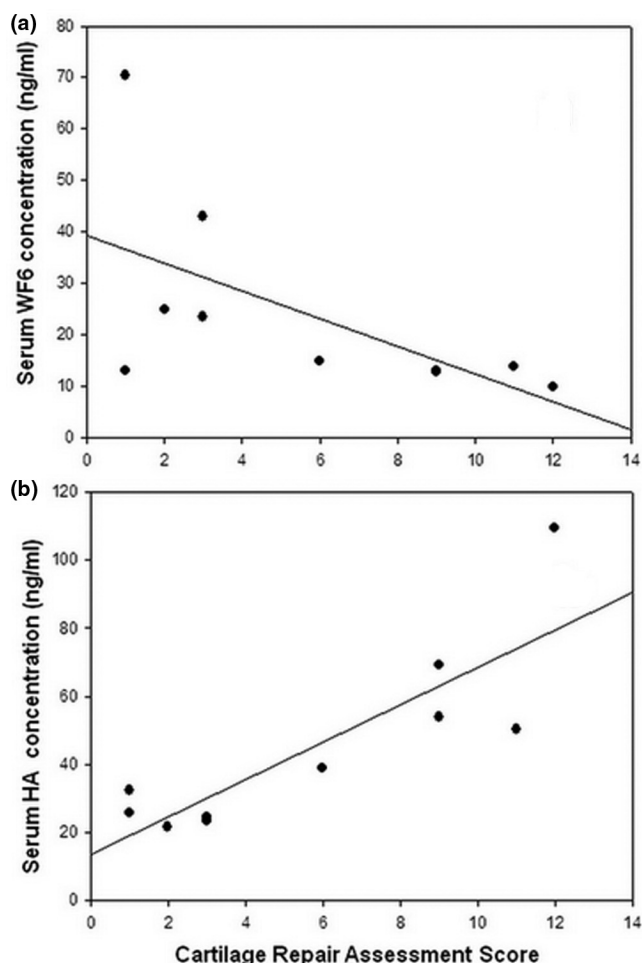 (a)
Serum WF6 concentration (ng/ml)
80
70
60
50
40
30
20
10
0
0 2 4 6 8 10 12 14
(b)
Serum HA concentration (ng/ml)
120
100
80
60
40
20
0
0 2 4 6 8 10 12 14
Cartilage Repair Assessment Score